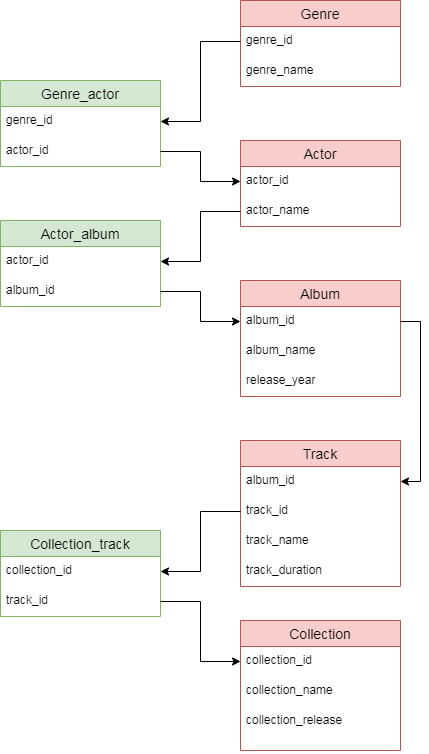 Genre
genre_id
genre_name
Genre_actor
genre_id
actor_id
Actor
actor_id
actor_name
Actor_album
actor_id
album_id
Album
album_id
album_name
release_year
Track
album_id
track_id
track_name
track_duration
Collection_track
collection_id
track_id
Collection
collection_id
collection_name
collection_release